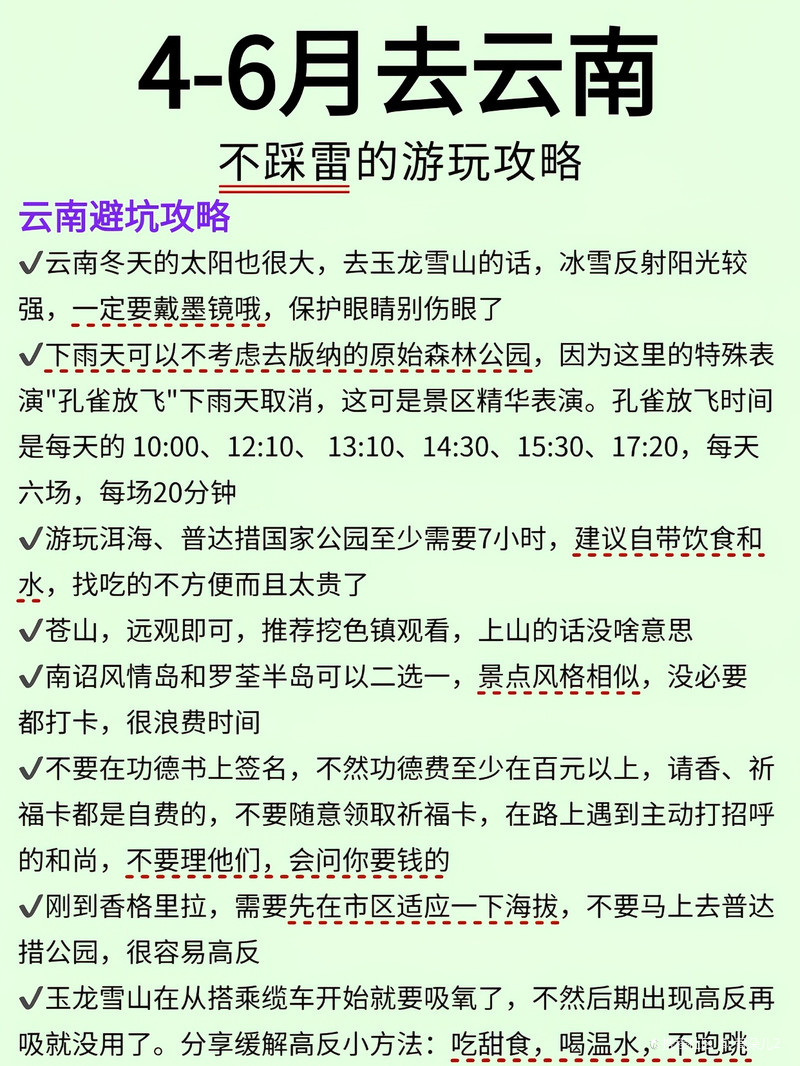 4-6月去云南
不踩雷的游玩攻略
云南避坑攻略
✔云南冬天的太阳也很大，去玉龙雪山的话，冰雪反射阳光较
强，一定要戴墨镜哦，保护眼睛别伤眼了
✔下雨天可以不考虑去版纳的原始森林公园，因为这里的特殊表
演"孔雀放飞"下雨天取消，这可是景区精华表演。孔雀放飞时间
是每天的 10:00、12:10、 13:10、14:30、15:30、17:20，每天
六场，每场20分钟
✔游玩洱海、普达措国家公园至少需要7小时，建议自带饮食和
水，找吃的不方便而且太贵了
✔苍山，远观即可，推荐挖色镇观看，上山的话没啥意思
✔南诏风情岛和罗荃半岛可以二选一，景点风格相似，没必要
都打卡，很浪费时间
✔不要在功德书上签名，不然功德费至少在百元以上，请香、祈
福卡都是自费的，不要随意领取祈福卡，在路上遇到主动打招呼
的和尚，不要理他们，会问你要钱的
✔刚到香格里拉，需要先在市区适应一下海拔，不要马上去普达
措公园，很容易高反
✔玉龙雪山在从搭乘缆车开始就要吸氧了，不然后期出现高反再
吸就没用了。分享缓解高反小方法：吃甜食，喝温水，不跑跳